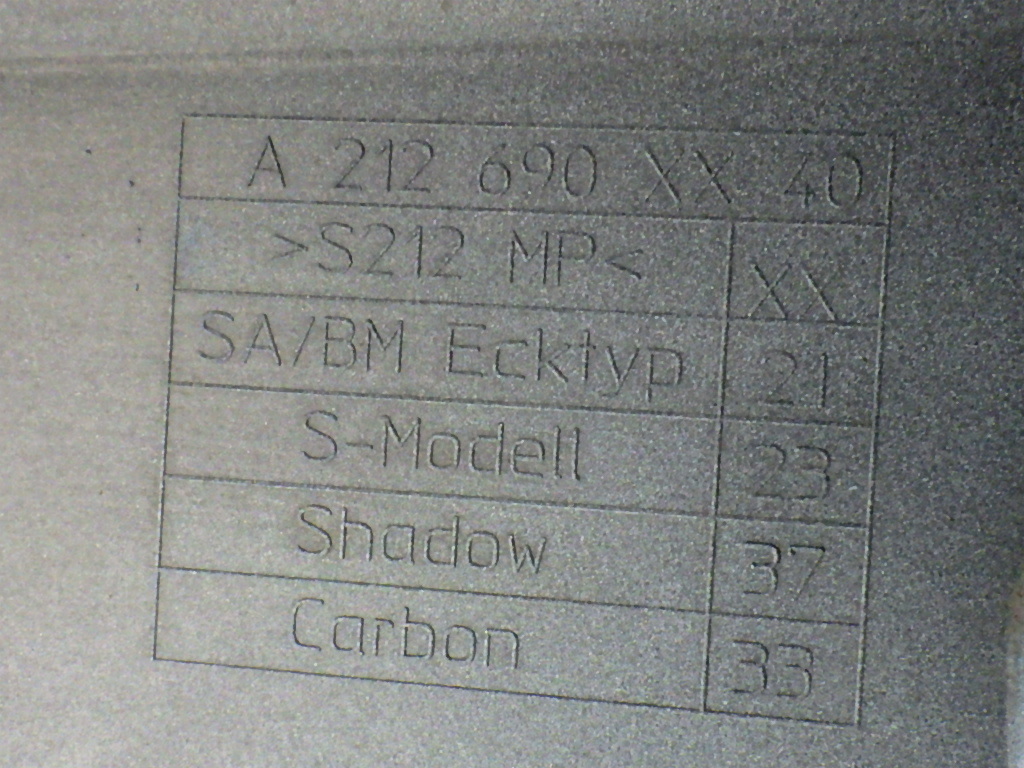 A 212 690 XX 40
>S212 MP< XX
SA/BM Ecktyp 21
S-Modell 23
Shadow 37
Carbon 33